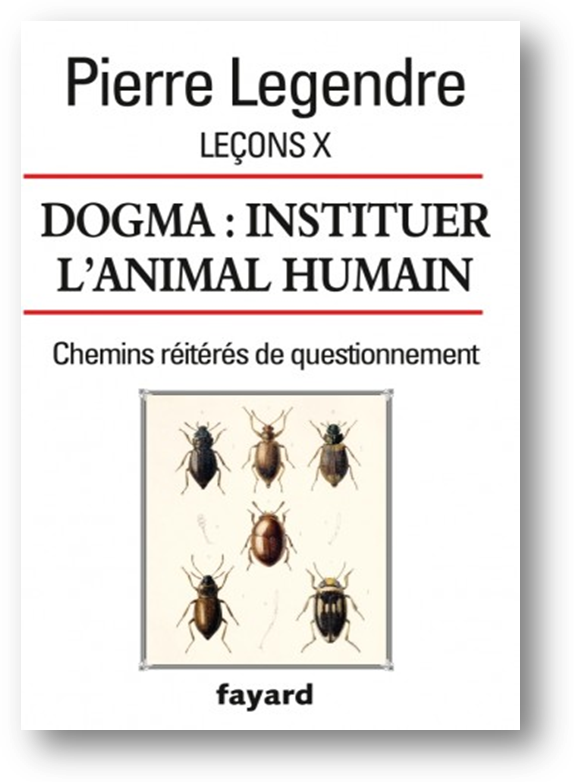 Pierre Legendre
LEÇONS X
DOGMA : INSTITUER
L'ANIMAL HUMAIN
Chemins réitérés de questionnement
fayard